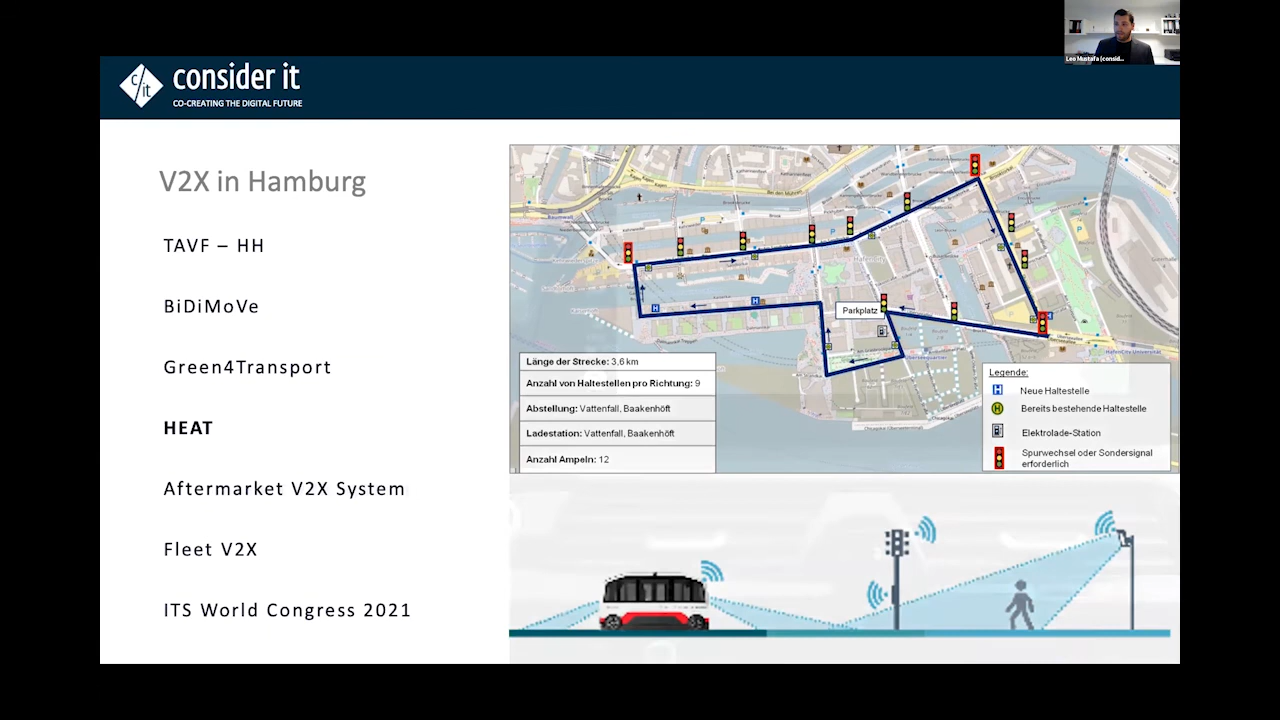 Leo Mustafa (consid...
c/it
consider it
CO-CREATING THE DIGITAL FUTURE
V2X in Hamburg
TAVF – HH
BiDiMoVe
Green4Transport
HEAT
Aftermarket V2X System
Fleet V2X
ITS World Congress 2021
Parkplatz
HafenCity Universität
Länge der Strecke: 3,6 km
Anzahl von Haltestellen pro Richtung: 9
Abstellung: Vattenfall, Baakenhöft
Ladestation: Vattenfall, Baakenhöft
Anzahl Ampeln: 12
Legende:
H Neue Haltestelle
H Bereits bestehende Haltestelle
Elektrolade-Station
Spurwechsel oder Sondersignal
erforderlich